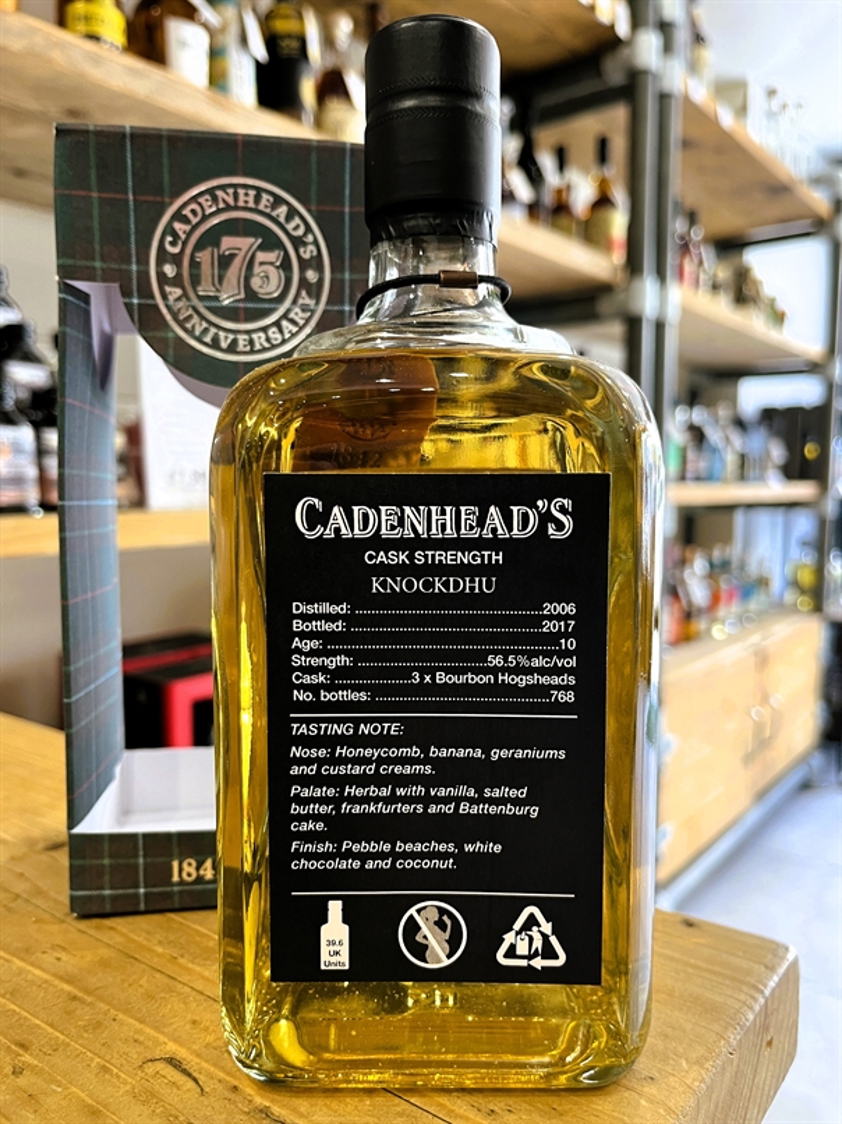 CADENHEAD'S
175
ANNIVERSARY
184
CADENHEAD'S
CASK STRENGTH
KNOCKDHU
Distilled: ............................................2006
Bottled: ..............................................2017
Age: ......................................................10
Strength: ..............................56.5%alc/vol
Cask: ..................3 x Bourbon Hogsheads
No. bottles: .........................................768
TASTING NOTE:
Nose: Honeycomb, banana, geraniums
and custard creams.
Palate: Herbal with vanilla, salted
butter, frankfurters and Battenburg
cake.
Finish: Pebble beaches, white
chocolate and coconut.
39.6
UK
Units